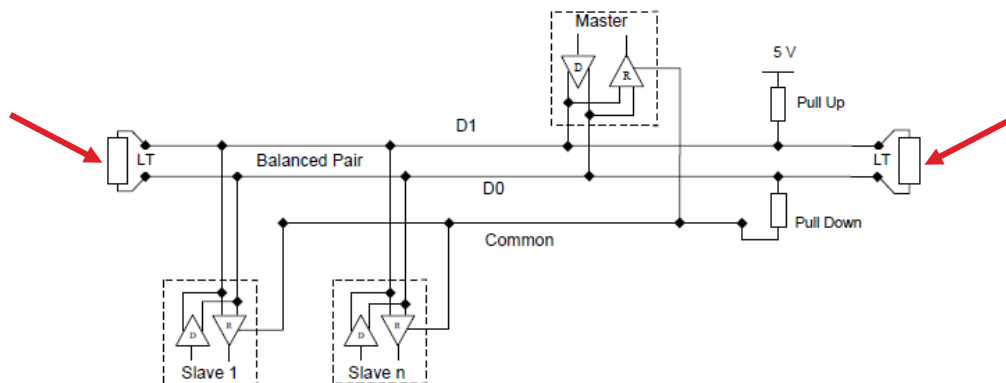 Master
D
R
5 V
Pull Up
D1
LT
Balanced Pair
LT
D0
Pull Down
Common
D
R
D
R
Slave 1
Slave n